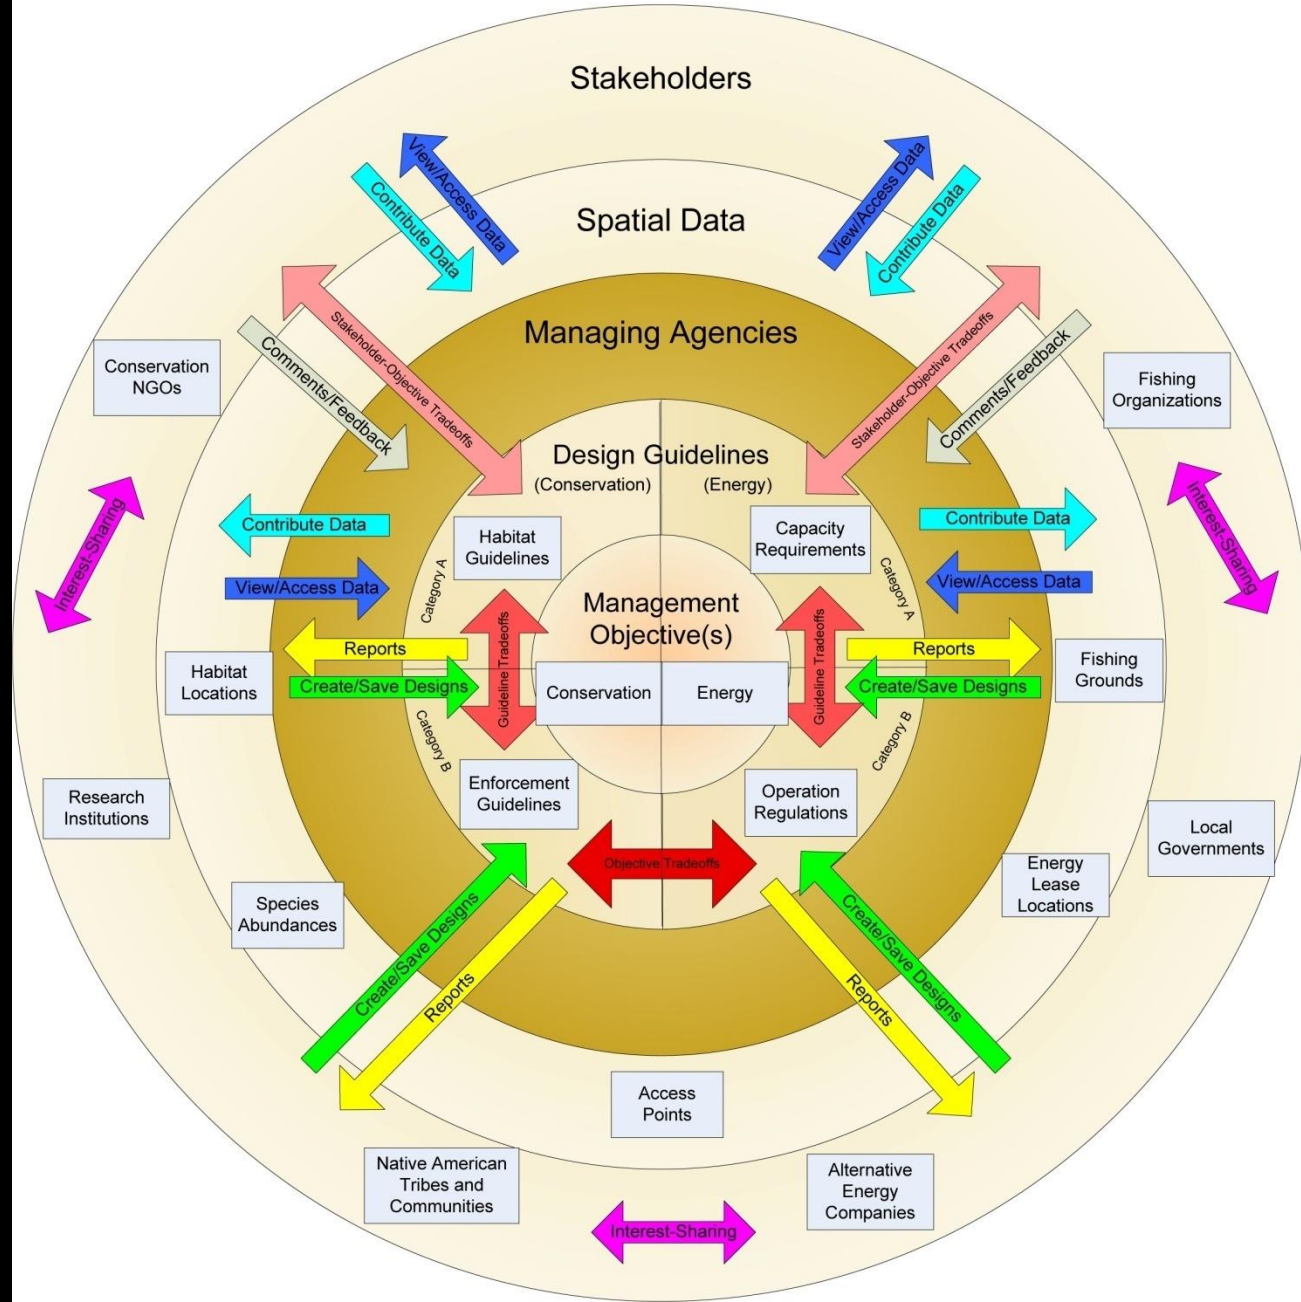 Stakeholders
View/Access Data
Contribute Data
View/Access Data
Contribute Data
Spatial Data
Managing Agencies
Stakeholder-Objective Tradeoffs
Comments/Feedback
Stakeholder-Objective Tradeoffs
Comments/Feedback
Conservation
NGOs
Fishing
Organizations
Design Guidelines
(Conservation)
(Energy)
Interest-Sharing
Contribute Data
View/Access Data
Habitat
Guidelines
Capacity
Requirements
Contribute Data
View/Access Data
Interest-Sharing
Category A
Category A
Management
Objective(s)
Guideline Tradeoffs
Guideline Tradeoffs
Reports
Create/Save Designs
Reports
Create/Save Designs
Habitat
Locations
Conservation
Energy
Fishing
Grounds
Category B
Category B
Research
Institutions
Enforcement
Guidelines
Operation
Regulations
Local
Governments
Objective Tradeoffs
Species
Abundances
Energy
Lease
Locations
Create/Save Designs
Reports
Create/Save Designs
Reports
Access
Points
Native American
Tribes and
Communities
Alternative
Energy
Companies
Interest-Sharing